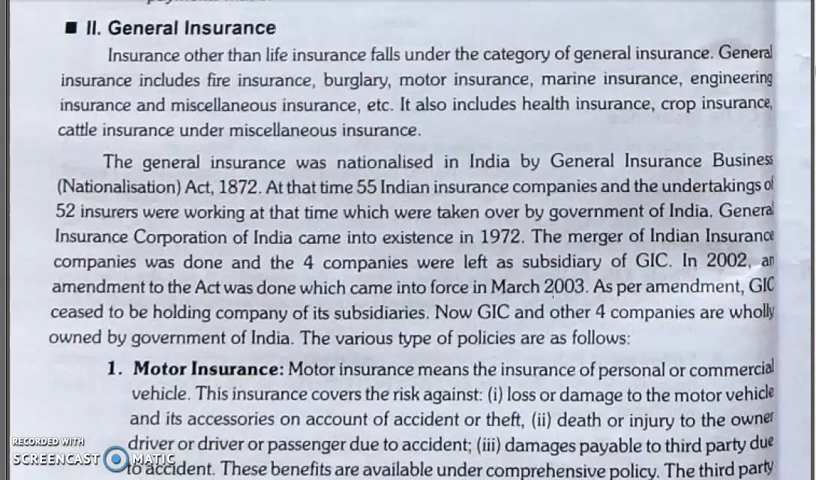 ■ II. General Insurance
Insurance other than life insurance falls under the category of general insurance. General
insurance includes fire insurance, burglary, motor insurance, marine insurance, engineering
insurance and miscellaneous insurance, etc. It also includes health insurance, crop insurance,
cattle insurance under miscellaneous insurance.
The general insurance was nationalised in India by General Insurance Business
(Nationalisation) Act, 1872. At that time 55 Indian insurance companies and the undertakings of
52 insurers were working at that time which were taken over by government of India. General
Insurance Corporation of India came into existence in 1972. The merger of Indian Insurance
companies was done and the 4 companies were left as subsidiary of GIC. In 2002, an
amendment to the Act was done which came into force in March 2003. As per amendment, GIC
ceased to be holding company of its subsidiaries. Now GIC and other 4 companies are wholly
owned by government of India. The various type of policies are as follows:
1. Motor Insurance: Motor insurance means the insurance of personal or commercial
vehicle. This insurance covers the risk against: (i) loss or damage to the motor vehicle
and its accessories on account of accident or theft, (ii) death or injury to the owner
driver or driver or passenger due to accident; (iii) damages payable to third party due
to accident. These benefits are available under comprehensive policy. The third party
RECORDED WITH
SCREENCAST MATIC